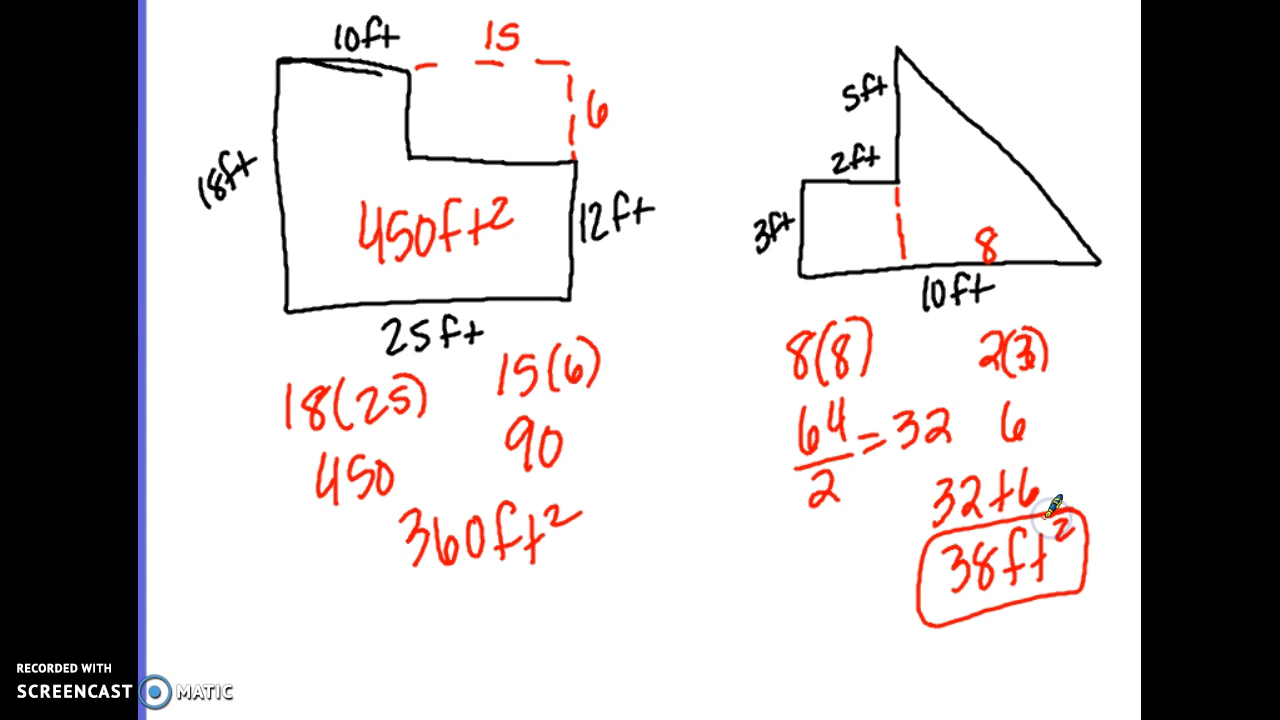 10ft
15
6
18ft
450ft²
12ft
25ft
18(25)
450
15(6)
90
360ft²
5ft
2ft
3ft
8
10ft
8(8)
64/2 = 32
2(3)
6
32+6
38ft²
RECORDED WITH
SCREENCAST MATIC